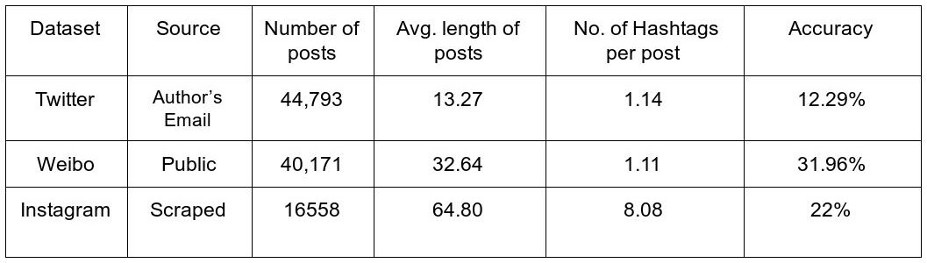 Dataset Source Number of posts Avg. length of posts No. of Hashtags per post Accuracy
Twitter Author's Email 44,793 13.27 1.14 12.29%
Weibo Public 40,171 32.64 1.11 31.96%
Instagram Scraped 16558 64.80 8.08 22%